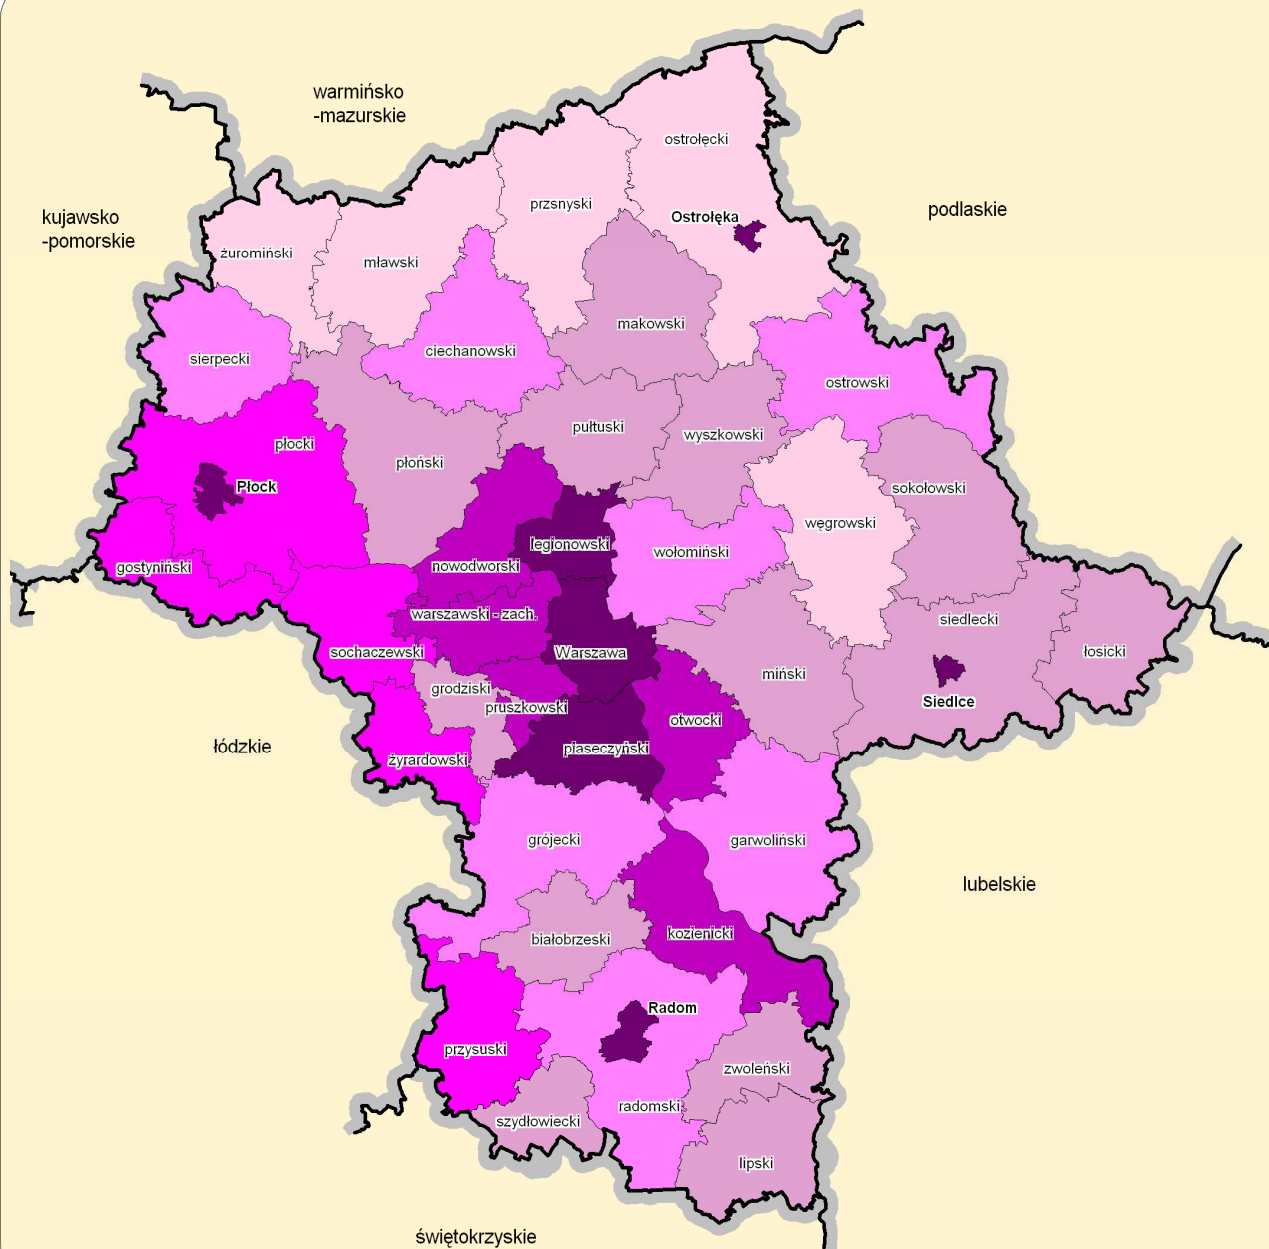 warmińsko
-mazurskie
ostrołęcki
przsnyski
kujawsko
-pomorskie
podlaskie
Ostrołęka
żuromiński
mławski
makowski
ciechanowski
sierpecki
ostrowski
pułtuski
wyszkowski
płocki
płoński
Płock
sokołowski
węgrowski
legionowski
wołomiński
gostyniński
nowodworski
warszawski - zach.
siedlecki
sochaczewski
Warszawa
łosicki
miński
grodziski
Siedlce
pruszkowski
otwocki
łódzkie
piaseczyński
żyrardowski
grójecki
garwoliński
lubelskie
białobrzeski
kozienicki
Radom
przysuski
zwoleński
radomski
szydłowiecki
lipski
świętokrzyskie